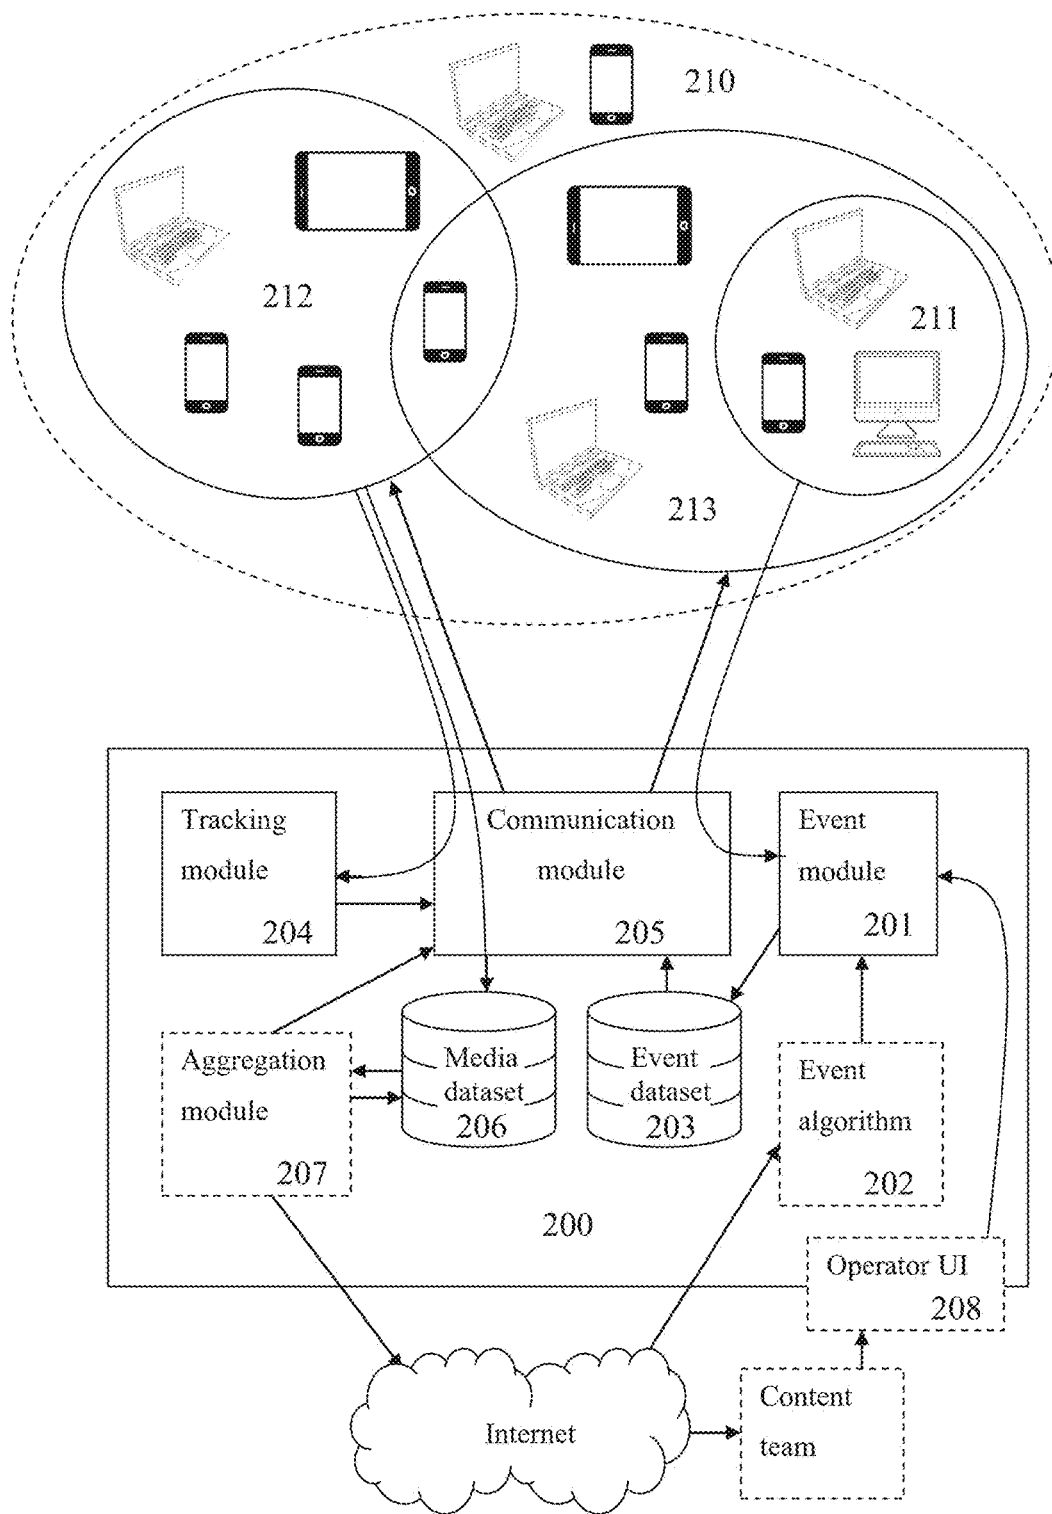 210
212
211
213
Tracking
module
204
Communication
module
205
Event
module
201
Aggregation
module
207
Media
dataset
206
Event
dataset
203
Event
algorithm
202
200
Operator UI
208
Internet
Content
team